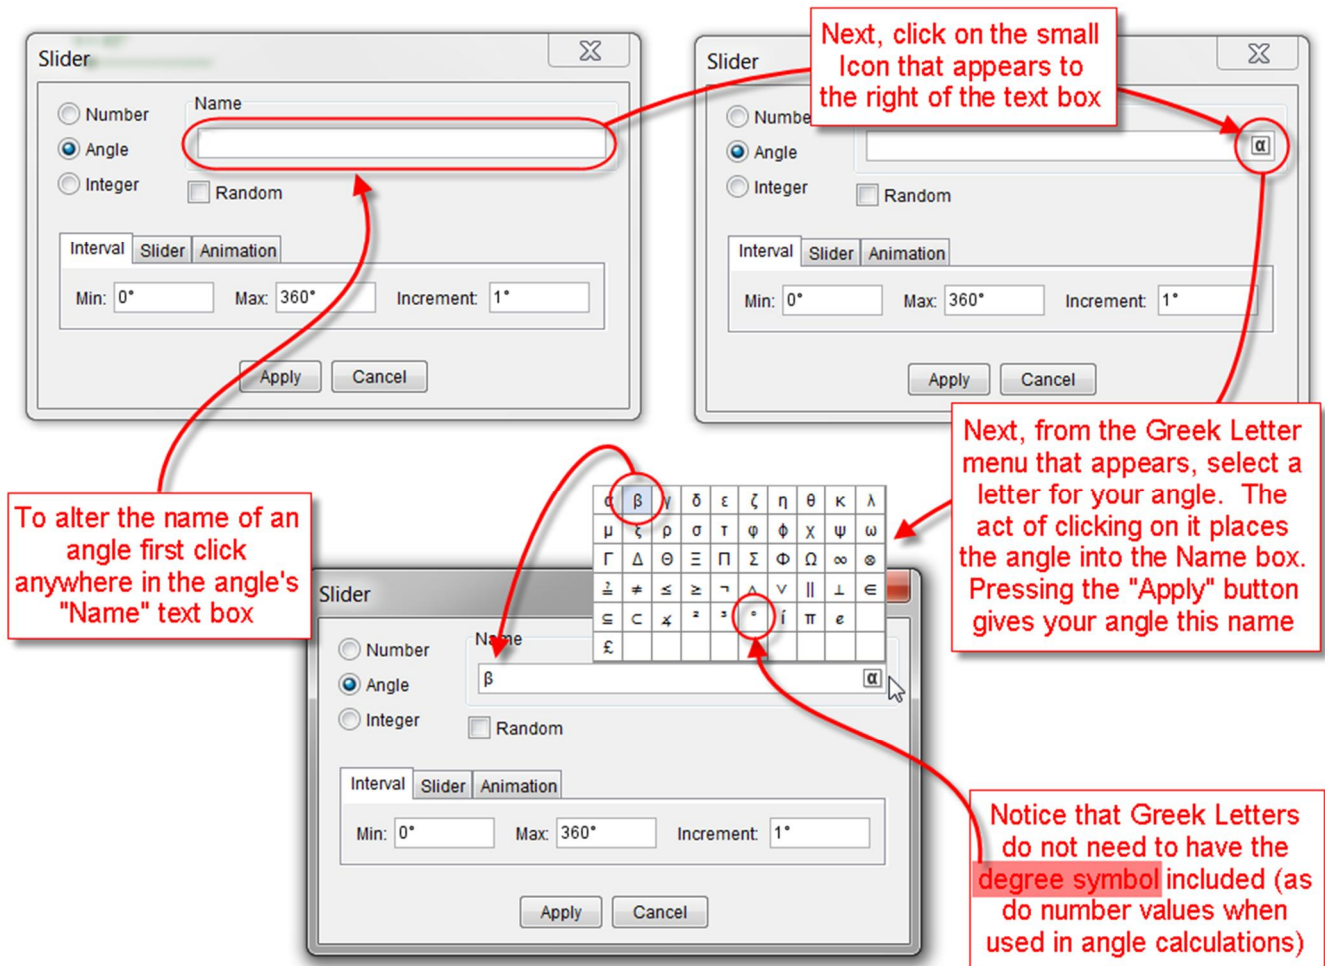 Slider
Number
Angle
Integer
Name
Random
Interval Slider Animation
Min: 0° Max: 360° Increment: 1°
Apply Cancel
Next, click on the small
Icon that appears to
the right of the text box
Slider
Numbe
Angle
Integer
α
Random
Interval Slider Animation
Min: 0° Max: 360° Increment: 1°
Apply Cancel
To alter the name of an
angle first click
anywhere in the angle's
"Name" text box
Next, from the Greek Letter
menu that appears, select a
letter for your angle. The
act of clicking on it places
the angle into the Name box.
Pressing the "Apply" button
gives your angle this name
α β γ δ ε ζ η θ κ λ
μ ξ ρ σ τ φ ϕ χ ψ ω
Γ Δ Θ Ξ Π Σ Φ Ω ∞ ⊗
≟ ≠ ≤ ≥ ¬ ∧ ∨ ∥ ⊥ ∈
⊆ ⊂ ∡ ² ³ ° í π ℯ
£
Slider
Number
Angle
Integer
Name
β α
Random
Interval Slider Animation
Min: 0° Max: 360° Increment: 1°
Apply Cancel
Notice that Greek Letters
do not need to have the
degree symbol included (as
do number values when
used in angle calculations)